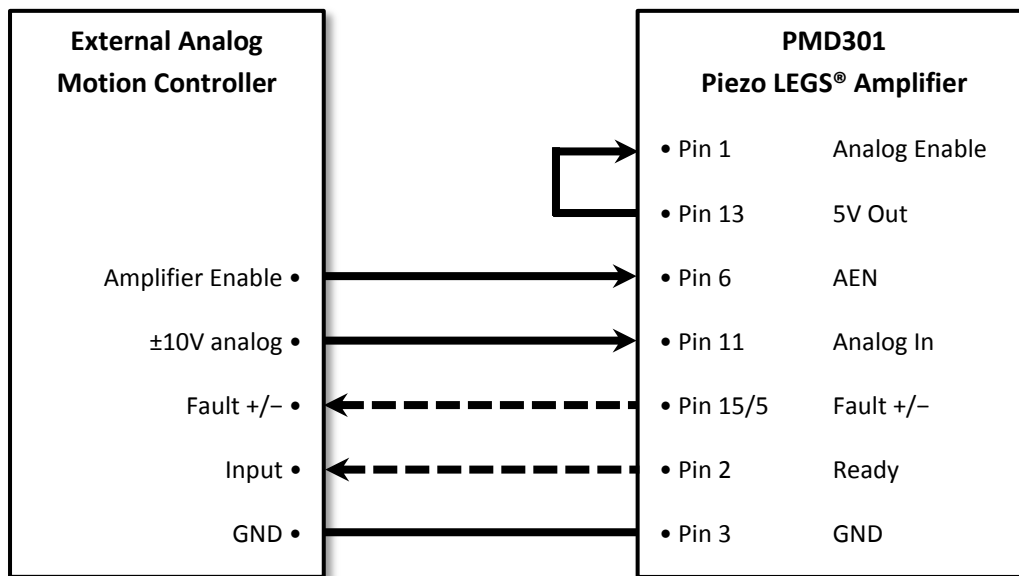 External Analog
Motion Controller
Amplifier Enable •
±10V analog •
Fault +/− •
Input •
GND •
PMD301
Piezo LEGS® Amplifier
• Pin 1 Analog Enable
• Pin 13 5V Out
• Pin 6 AEN
• Pin 11 Analog In
• Pin 15/5 Fault +/−
• Pin 2 Ready
• Pin 3 GND